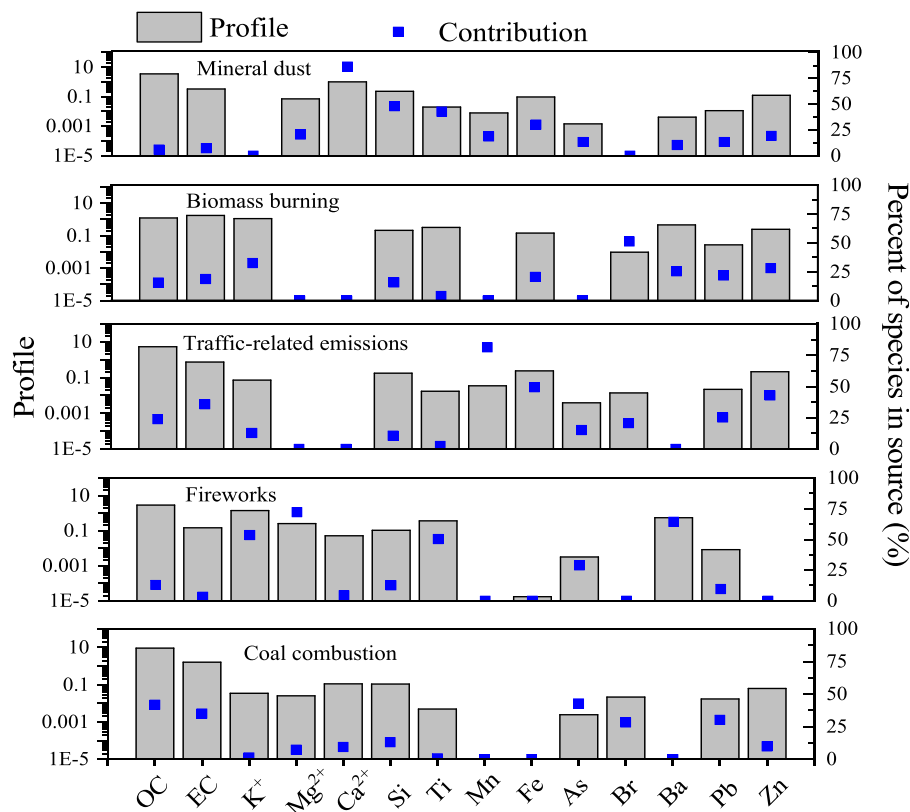 Profile
Contribution
Mineral dust
10
0.1
0.001
1E-5
100
75
50
25
0
Biomass burning
10
0.1
0.001
1E-5
100
75
50
25
0
Traffic-related emissions
10
0.1
0.001
1E-5
100
75
50
25
0
Fireworks
10
0.1
0.001
1E-5
100
75
50
25
0
Coal combustion
10
0.1
0.001
1E-5
100
75
50
25
0
Profile
Percent of species in source (%)
OC EC K⁺ Mg²⁺ Ca²⁺ Si Ti Mn Fe As Br Ba Pb Zn